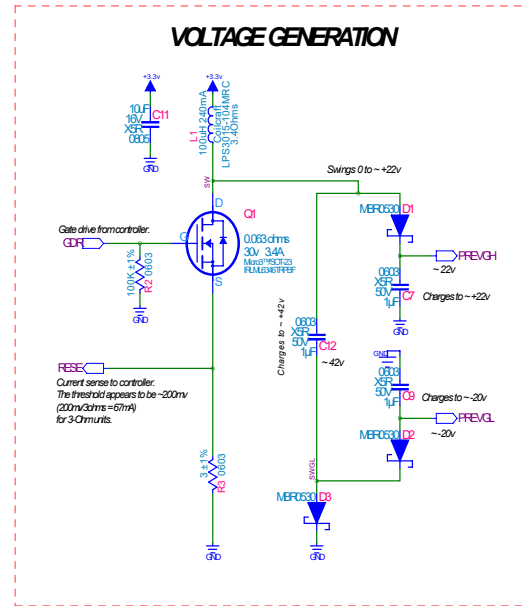 VOLTAGE GENERATION
+3.3v
+3.3v
10uF
16V
X5R
0805
C11
GND
L1
100uH 240mA
Coilcraft
LPS3015-104MRC
3.4Ohms
SW
Swings 0 to ~ +22v
MBR0530
D1
PREVGH
~ 22v
0603
X5R
50V
1µF
C7
Charges to ~ +22v
GND
Q1
D
G
S
0.063 ohms
30v 3.4A
Micro3™/SOT-23
IRLML6346TRPBF
Gate drive from controller.
GDR
100K ±1%
R2 0603
GND
Charges to ~ +42v
0603
X5R
50V
1µF
C12
~ 42v
GND
0603
X5R
50V
1µF
C9
Charges to ~ -20v
PREVGL
~ -20v
MBR0530
D2
RESE
Current sense to controller.
The threshold appears to be ~200mv
(200mv/3ohms = 67mA)
for 3-Ohm units.
3 ±1%
R3 0603
GND
SWGL
MBR0530
D3
GND